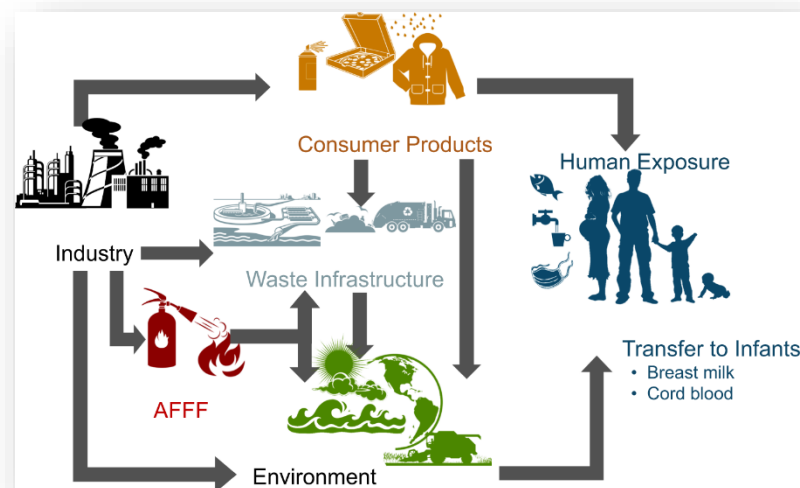 Consumer Products
Human Exposure
Industry
Waste Infrastructure
Transfer to Infants
• Breast milk
• Cord blood
AFFF
Environment